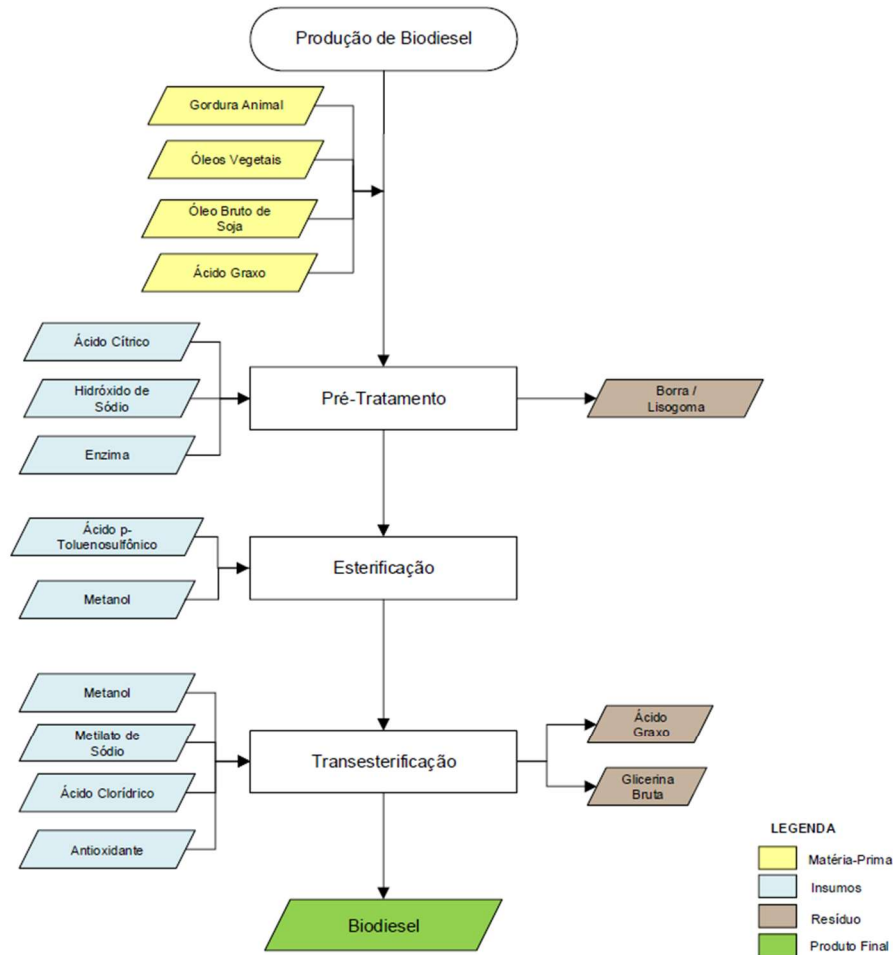 Produção de Biodiesel
Gordura Animal
Óleos Vegetais
Óleo Bruto de
Soja
Ácido Graxo
Ácido Cítrico
Hidróxido de
Sódio
Enzima
Pré-Tratamento
Borra /
Lisogoma
Ácido p-
Toluenosulfônico
Metanol
Esterificação
Metanol
Metilato de
Sódio
Ácido Clorídrico
Antioxidante
Transesterificação
Ácido
Graxo
Glicerina
Bruta
Biodiesel
LEGENDA
Matéria-Prima
Insumos
Resíduo
Produto Final